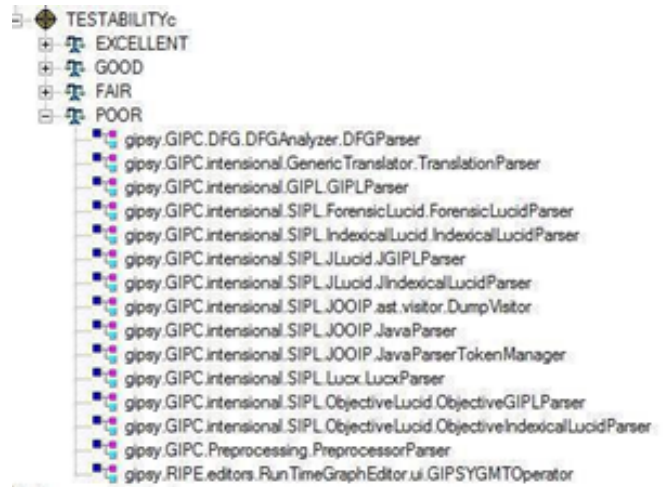 TESTABILITYc
EXCELLENT
GOOD
FAIR
POOR
gipsy.GIPC.DFG.DFGAnalyzer.DFGParser
gipsy.GIPC.intensional.GenericTranslator.TranslationParser
gipsy.GIPC.intensional.GIPL.GIPLParser
gipsy.GIPC.intensional.SIPL.ForensicLucid.ForensicLucidParser
gipsy.GIPC.intensional.SIPL.IndexicalLucid.IndexicalLucidParser
gipsy.GIPC.intensional.SIPL.JLucid.JGIPLParser
gipsy.GIPC.intensional.SIPL.JLucid.JIndexicalLucidParser
gipsy.GIPC.intensional.SIPL.JOOIP.ast.visitor.DumpVisitor
gipsy.GIPC.intensional.SIPL.JOOIP.JavaParser
gipsy.GIPC.intensional.SIPL.JOOIP.JavaParserTokenManager
gipsy.GIPC.intensional.SIPL.Lucx.LucxParser
gipsy.GIPC.intensional.SIPL.ObjectiveLucid.ObjectiveGIPLParser
gipsy.GIPC.intensional.SIPL.ObjectiveLucid.ObjectiveIndexicalLucidParser
gipsy.GIPC.Preprocessing.PreprocessorParser
gipsy.RIPE.editors.RunTimeGraphEditor.ui.GIPSYGMTOperator